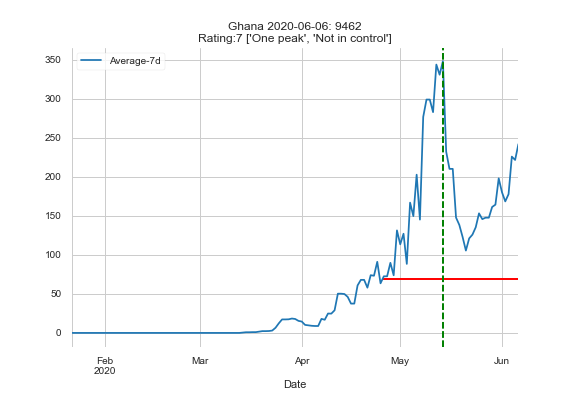 Ghana 2020-06-06: 9462
Rating:7 ['One peak', 'Not in control']
Average-7d
350
300
250
200
150
100
50
0
Feb
2020
Mar
Apr
May
Jun
Date